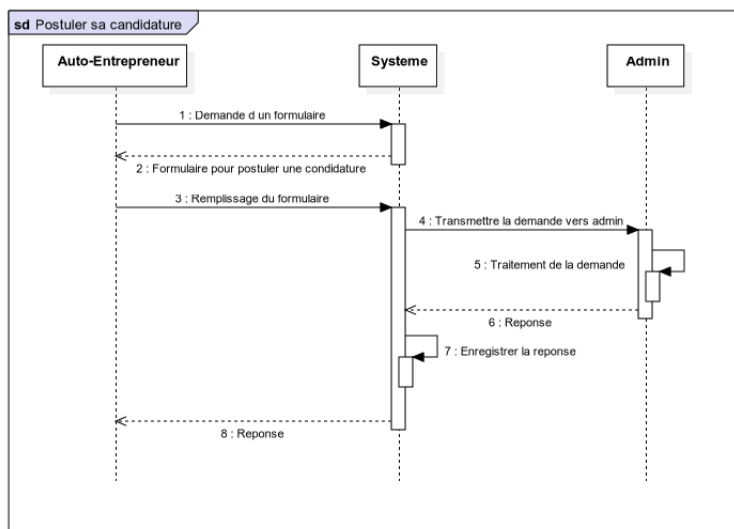 sd Postuler sa candidature
Auto-Entrepreneur
Systeme
Admin
1 : Demande d un formulaire
2 : Formulaire pour postuler une condidature
3 : Remplissage du formulaire
4 : Transmettre la demande vers admin
5 : Traitement de la demande
6 : Reponse
7 : Enregistrer la reponse
8 : Reponse